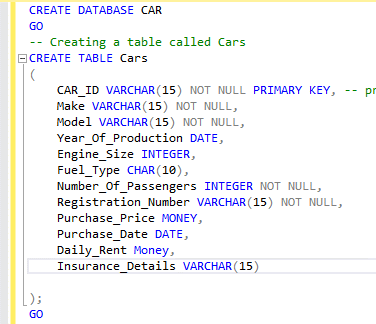 CREATE DATABASE CAR
GO
-- Creating a table called Cars
CREATE TABLE Cars
(
CAR_ID VARCHAR(15) NOT NULL PRIMARY KEY, --
Make VARCHAR(15) NOT NULL,
Model VARCHAR(15) NOT NULL,
Year_Of_Production DATE,
Engine_Size INTEGER,
Fuel_Type CHAR(10),
Number_Of_Passengers INTEGER NOT NULL,
Registration_Number VARCHAR(15) NOT NULL,
Purchase_Price MONEY,
Purchase_Date DATE,
Daily_Rent Money,
Insurance_Details VARCHAR(15)
);
GO